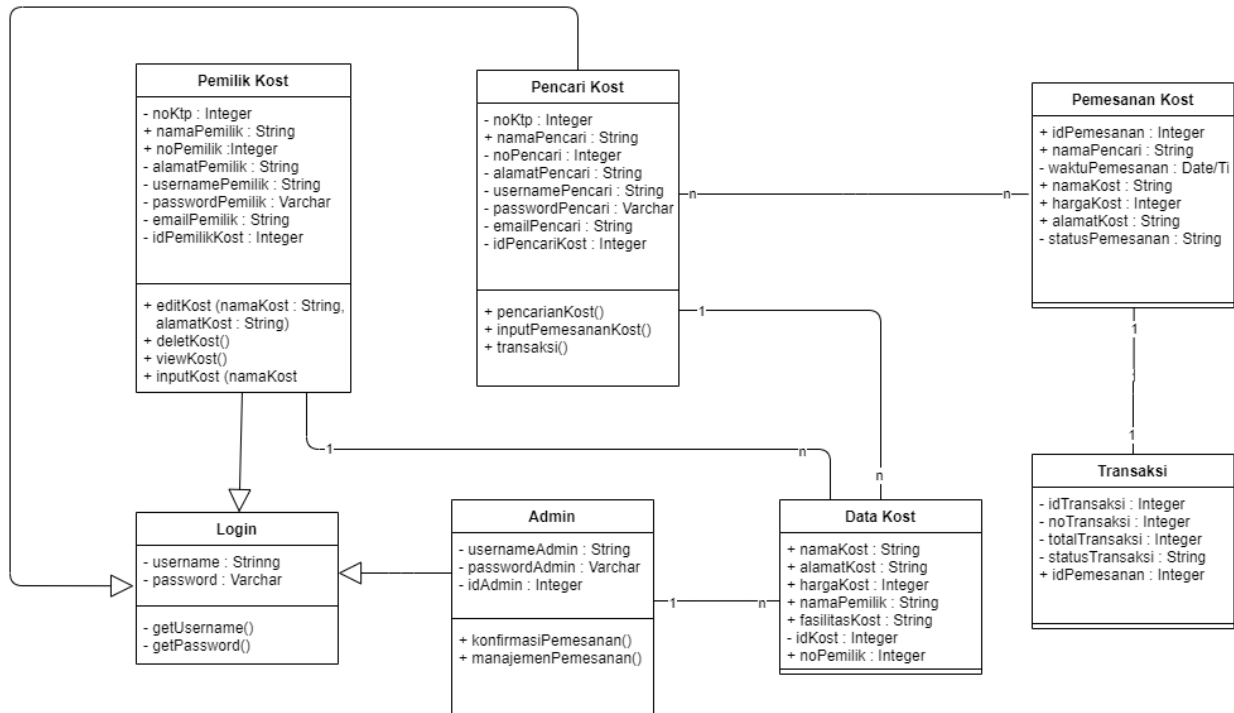 Pemilik Kost
- noKtp : Integer
+ namaPemilik : String
+ noPemilik :Integer
- alamatPemilik : String
- usernamePemilik : String
- passwordPemilik : Varchar
- emailPemilik : String
- idPemilikKost : Integer
+ editKost (namaKost : String,
alamatKost : String)
+ deletKost()
+ viewKost()
+ inputKost (namaKost
Pencari Kost
- noKtp : Integer
+ namaPencari : String
- noPencari : Integer
- alamatPencari : String
- usernamePencari : String
- passwordPencari : Varchar
- emailPencari : String
- idPencariKost : Integer
+ pencarianKost()
+ inputPemesananKost()
+ transaksi()
Pemesanan Kost
+ idPemesanan : Integer
+ namaPencari : String
- waktuPemesanan : Date/Ti
+ namaKost : String
+ hargaKost : Integer
+ alamatKost : String
- statusPemesanan : String
n
n
1
n
1
n
1
1
1
n
Login
- username : Strinng
- password : Varchar
- getUsername()
- getPassword()
Admin
- usernameAdmin : String
- passwordAdmin : Varchar
- idAdmin : Integer
+ konfirmasiPemesanan()
+ manajemenPemesanan()
Data Kost
+ namaKost : String
+ alamatKost : String
+ hargaKost : Integer
+ namaPemilik : String
+ fasilitasKost : String
- idKost : Integer
+ noPemilik : Integer
Transaksi
- idTransaksi : Integer
- noTransaksi : Integer
- totalTransaksi : Integer
- statusTransaksi : String
+ idPemesanan : Integer